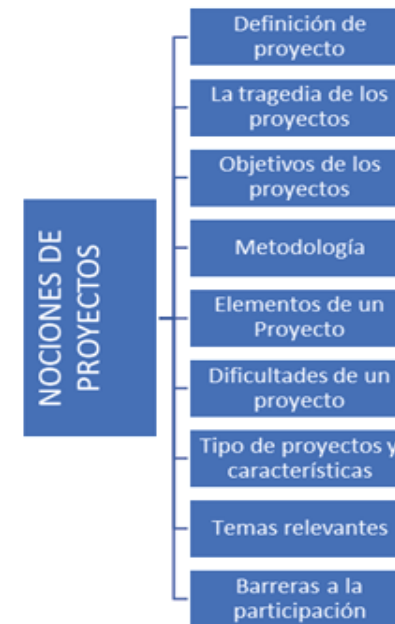 NOCIONES DE
PROYECTOS
Definición de
proyecto
La tragedia de los
proyectos
Objetivos de los
proyectos
Metodología
Elementos de un
Proyecto
Dificultades de un
proyecto
Tipo de proyectos y
características
Temas relevantes
Barreras a la
participación